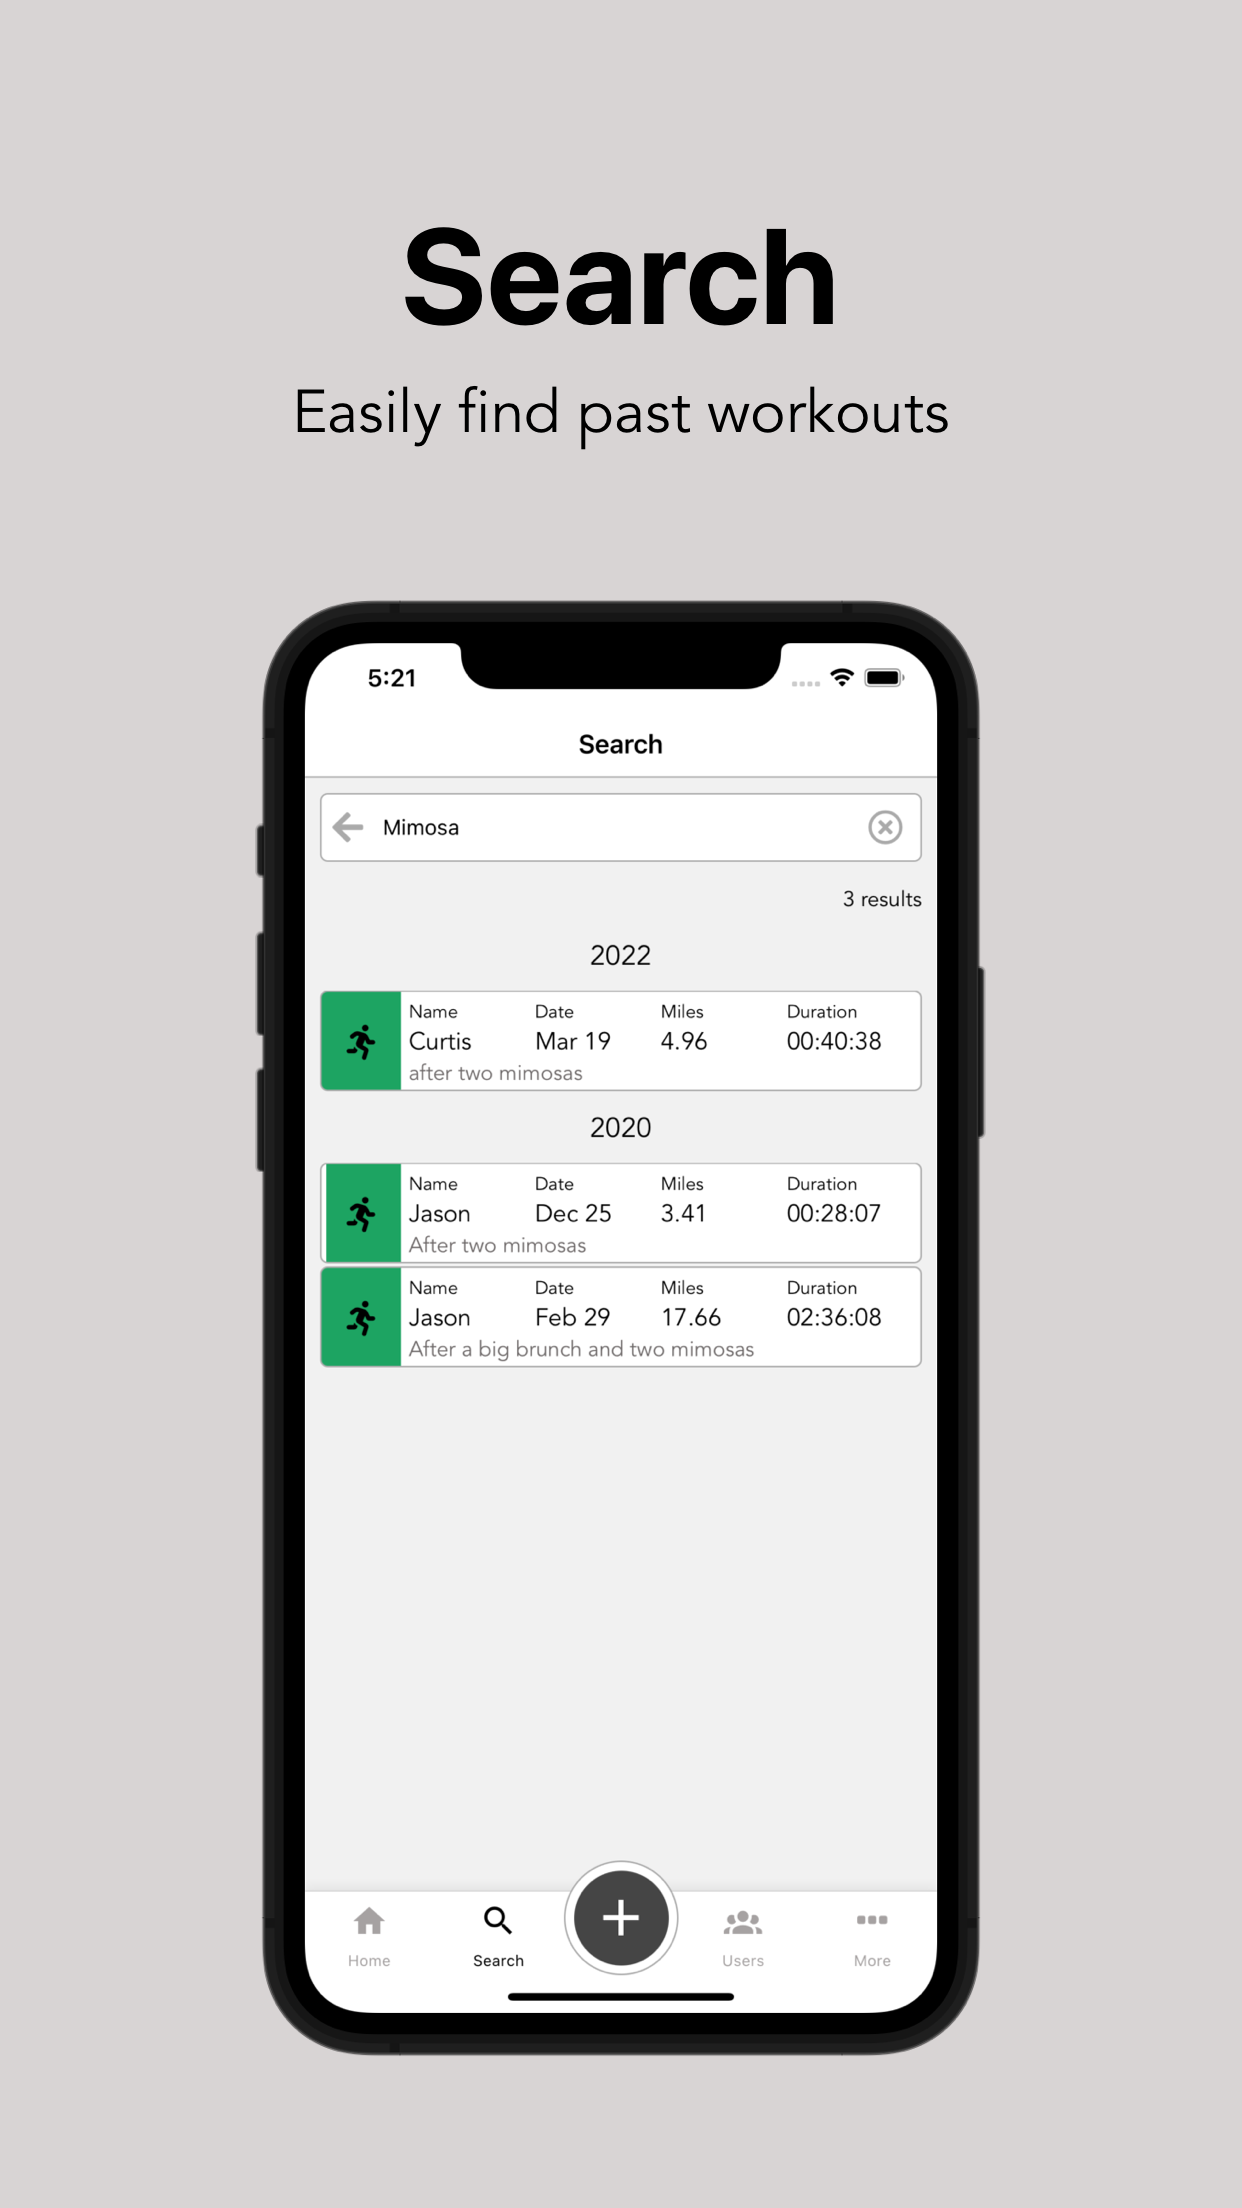 Search
Easily find past workouts
5:21
Search
Mimosa
3 results
2022
Name Date Miles Duration
Curtis Mar 19 4.96 00:40:38
after two mimosas
2020
Name Date Miles Duration
Jason Dec 25 3.41 00:28:07
After two mimosas
Name Date Miles Duration
Jason Feb 29 17.66 02:36:08
After a big brunch and two mimosas
Home Search Users More